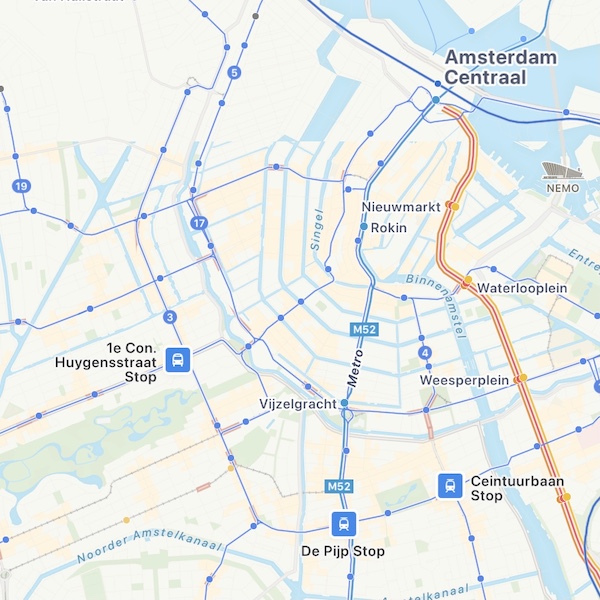 Amsterdam
Centraal
5
19
NEMO
Nieuwmarkt
Singel
17
Rokin
Entre
Binnenamstel
Waterlooplein
3
M52
1e Con.
Huygensstraat
Stop
4
Metro
Weesperplein
Vijzelgracht
M52
Ceintuurbaan
Stop
De Pijp Stop
Noorder Amstelkanaal
stelkanaal